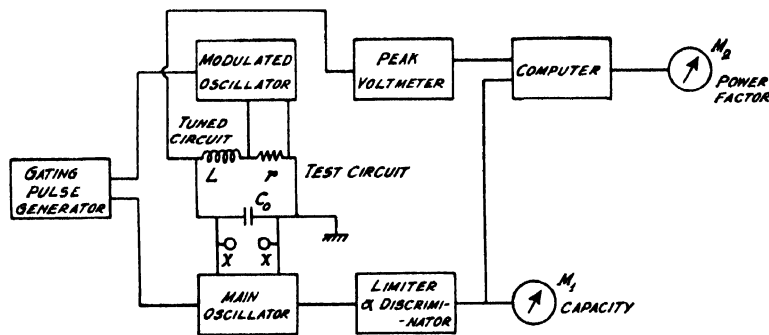 MODULATED
OSCILLATOR
PEAK
VOLTMETER
COMPUTER
M2
POWER
FACTOR
TUNED
CIRCUIT
L
r
TEST CIRCUIT
GATING
PULSE
GENERATOR
C0
X X
MAIN
OSCILLATOR
LIMITER
& DISCRIMI-
-NATOR
M1
CAPACITY